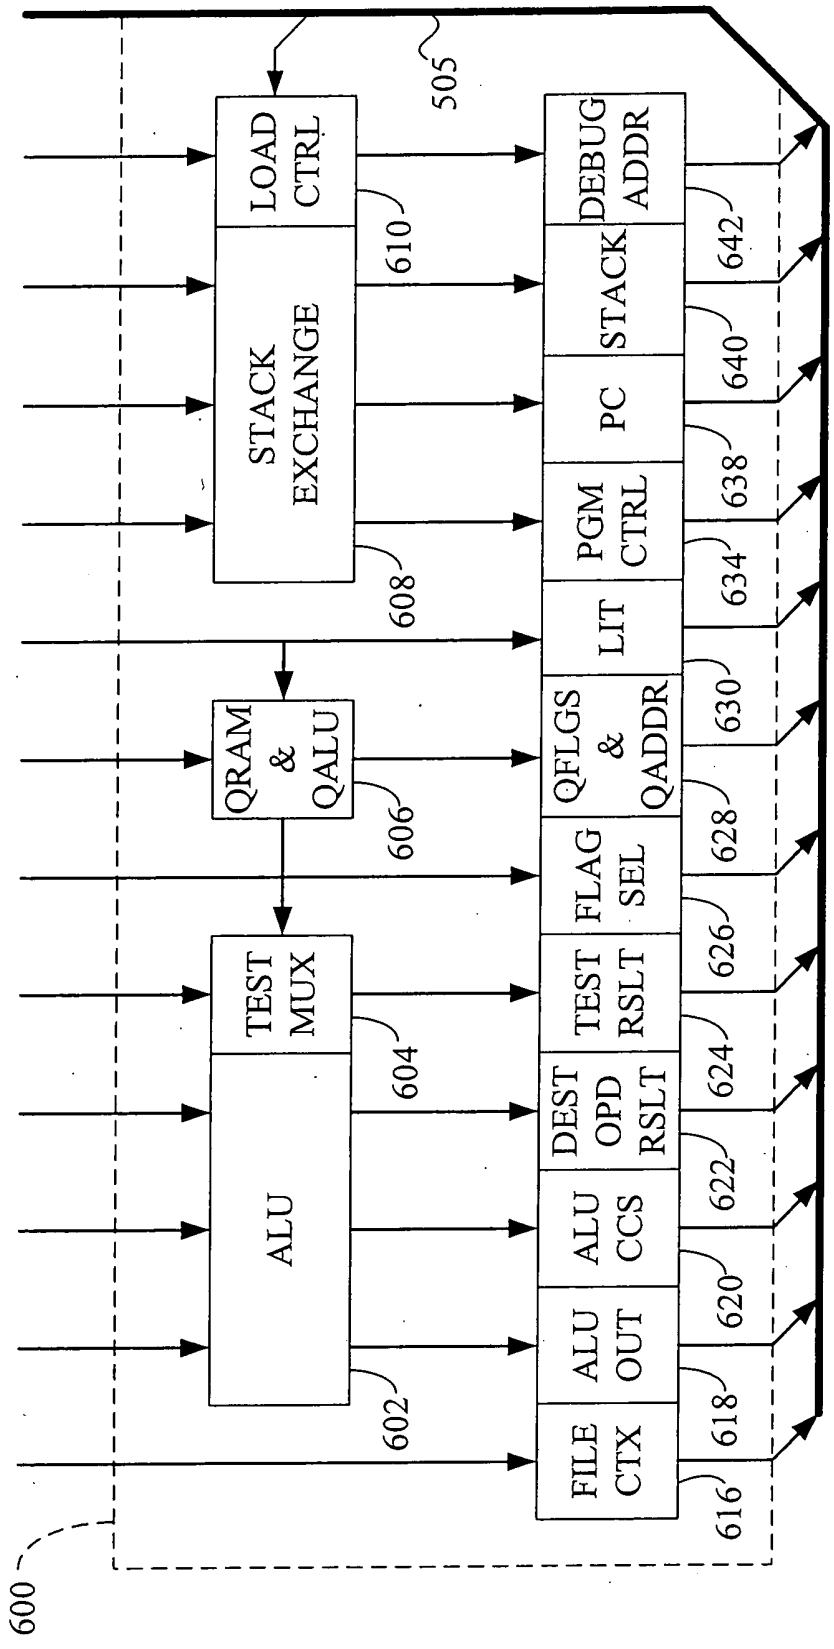 600
505
ALU
TEST
MUX
QRAM
&
QALU
STACK
EXCHANGE
LOAD
CTRL
602
604
606
608
610
FILE
CTX
ALU
OUT
ALU
CCS
DEST
OPD
RSLT
TEST
RSLT
FLAG
SEL
QFLGS
&
QADDR
LIT
PGM
CTRL
PC
STACK
DEBUG
ADDR
616
618
620
622
624
626
628
630
634
638
640
642